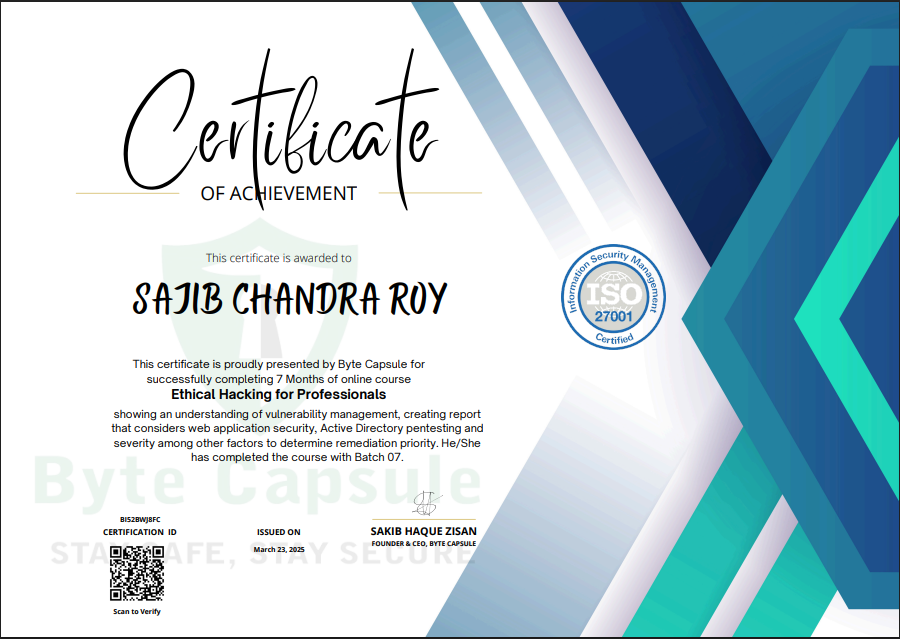 Certificate
OF ACHIEVEMENT
This certificate is awarded to
SAJIB CHANDRA ROY
Information Security Management
ISO
27001
Certified
This certificate is proudly presented by Byte Capsule for
successfully completing 7 Months of online course
Ethical Hacking for Professionals
showing an understanding of vulnerability management, creating report
that considers web application security, Active Directory pentesting and
severity among other factors to determine remediation priority. He/She
has completed the course with Batch 07.
Byte Capsule
STAY SAFE, STAY SECURE
BI52BWJ8FC
CERTIFICATION ID
ISSUED ON
March 23, 2025
SAKIB HAQUE ZISAN
FOUNDER & CEO, BYTE CAPSULE
Scan to Verify